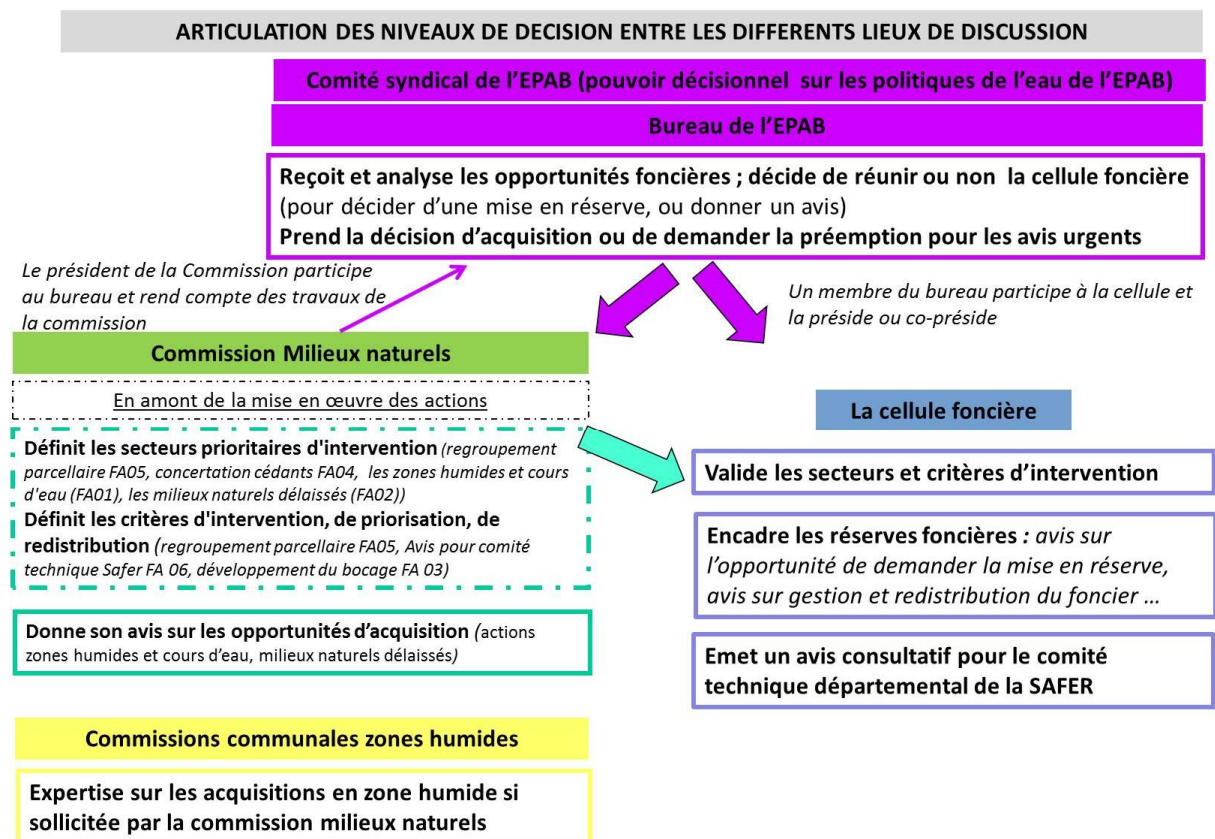 ARTICULATION DES NIVEAUX DE DECISION ENTRE LES DIFFERENTS LIEUX DE DISCUSSION
Comité syndical de l'EPAB (pouvoir décisionnel sur les politiques de l'eau de l'EPAB)
Bureau de l'EPAB
Reçoit et analyse les opportunités foncières ; décide de réunir ou non la cellule foncière
(pour décider d'une mise en réserve, ou donner un avis)
Prend la décision d'acquisition ou de demander la préemption pour les avis urgents
Le président de la Commission participe
au bureau et rend compte des travaux de
la commission
Un membre du bureau participe à la cellule et
la préside ou co-préside
Commission Milieux naturels
En amont de la mise en œuvre des actions
Définit les secteurs prioritaires d'intervention (regroupement
parcellaire FA05, concertation cédants FA04, les zones humides et cours
d'eau (FA01), les milieux naturels délaissés (FA02))
Définit les critères d'intervention, de priorisation, de
redistribution (regroupement parcellaire FA05, Avis pour comité
technique Safer FA 06, développement du bocage FA 03)
Donne son avis sur les opportunités d'acquisition (actions
zones humides et cours d'eau, milieux naturels délaissés)
Commissions communales zones humides
Expertise sur les acquisitions en zone humide si
sollicitée par la commission milieux naturels
La cellule foncière
Valide les secteurs et critères d'intervention
Encadre les réserves foncières : avis sur
l'opportunité de demander la mise en réserve,
avis sur gestion et redistribution du foncier ...
Emet un avis consultatif pour le comité
technique départemental de la SAFER